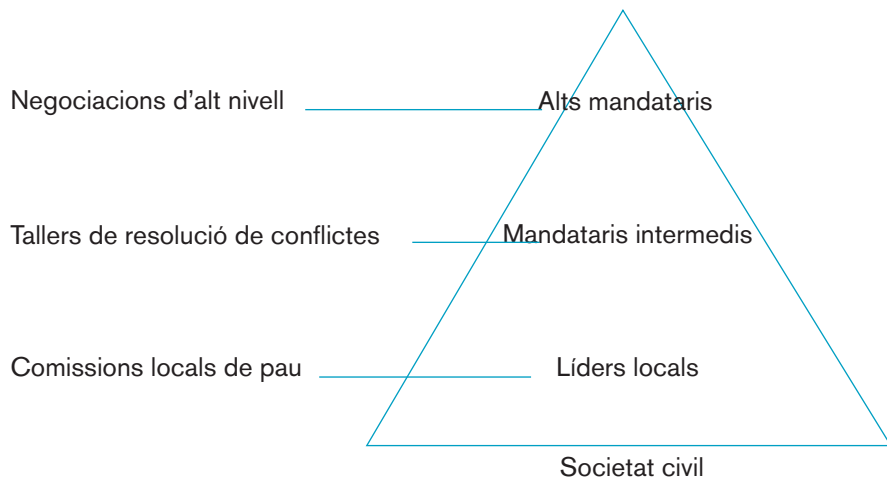 Negociacions d’alt nivell
Alts mandataris
Tallers de resolució de conflictes
Mandataris intermedis
Comissions locals de pau
Líders locals
Societat civil